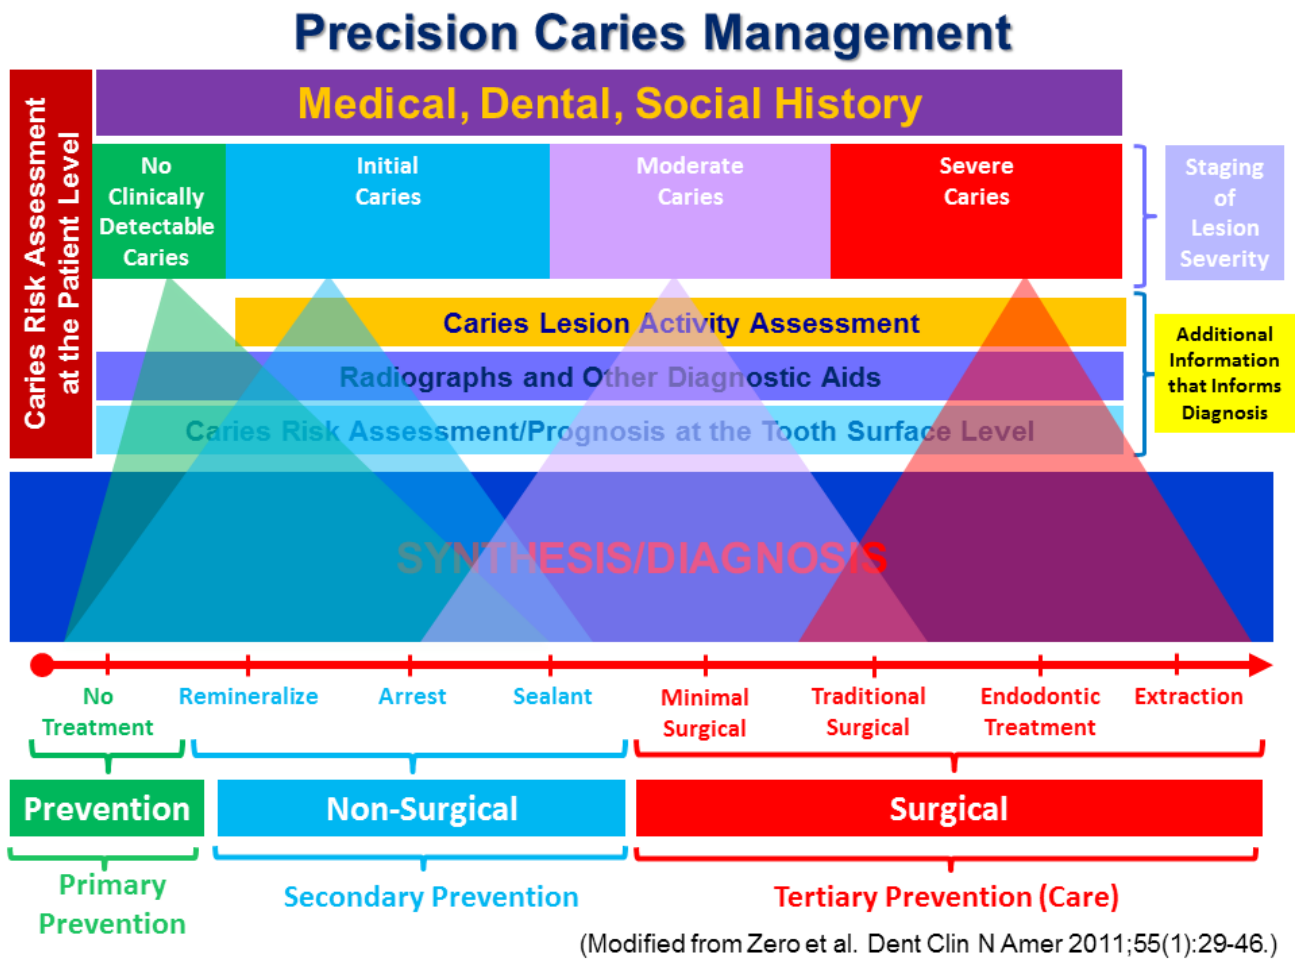 Precision Caries Management
Caries Risk Assessment
at the Patient Level
Medical, Dental, Social History
No
Clinically
Detectable
Caries
Initial
Caries
Moderate
Caries
Severe
Caries
Staging
of
Lesion
Severity
Caries Lesion Activity Assessment
Radiographs and Other Diagnostic Aids
Caries Risk Assessment/Prognosis at the Tooth Surface Level
Additional
Information
that Informs
Diagnosis
SYNTHESIS/DIAGNOSIS
No
Treatment
Remineralize
Arrest
Sealant
Minimal
Surgical
Traditional
Surgical
Endodontic
Treatment
Extraction
Prevention
Non-Surgical
Surgical
Primary
Prevention
Secondary Prevention
Tertiary Prevention (Care)
(Modified from Zero et al. Dent Clin N Amer 2011;55(1):29-46.)